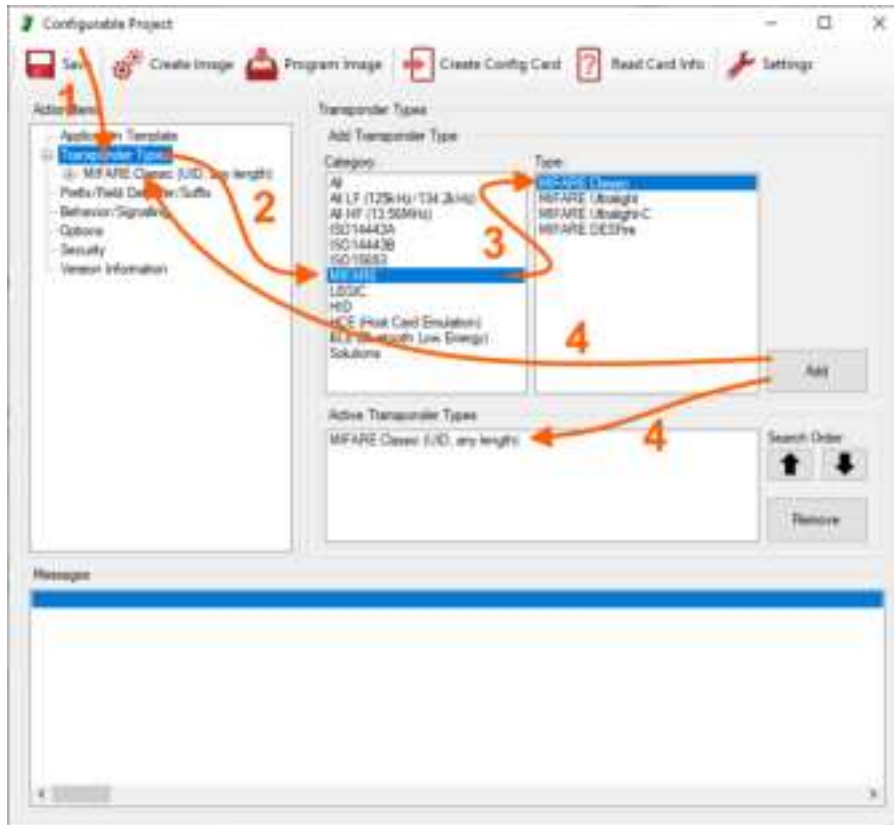 Configurable Project
Save Create Image Program Image Create Config Card Read Card Info Settings
1
Action Items
Application Template
Transponder Types
MIFARE Classic (UID, any length)
Prefix/Field Delimiter/Suffix
Behavior/Signalling
Options
Security
Version Information
2
Transponder Types
Add Transponder Type
Category
All
All LF (125kHz/134.2kHz)
All HF (13.56MHz)
ISO14443A
ISO14443B
ISO15693
MIFARE
LEGIC
HID
HCE (Host Card Emulation)
BLE (Bluetooth Low Energy)
Solutions
3
Type
MIFARE Classic
MIFARE Ultralight
MIFARE Ultralight C
MIFARE DESFire
4
Add
Active Transponder Types
MIFARE Classic (UID, any length)
4
Search Order
Remove
Messages